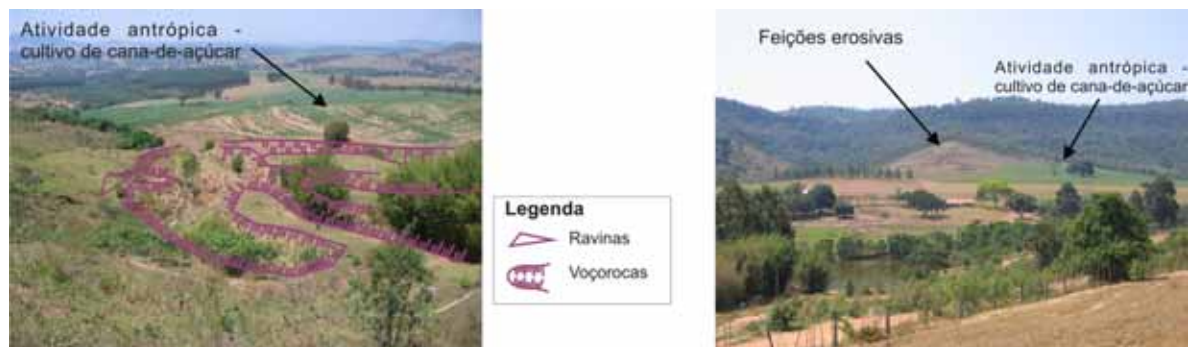 Atividade antrópica -
cultivo de cana-de-açúcar
Legenda
Ravinas
Voçorocas
Feições erosivas
Atividade antrópica -
cultivo de cana-de-açúcar